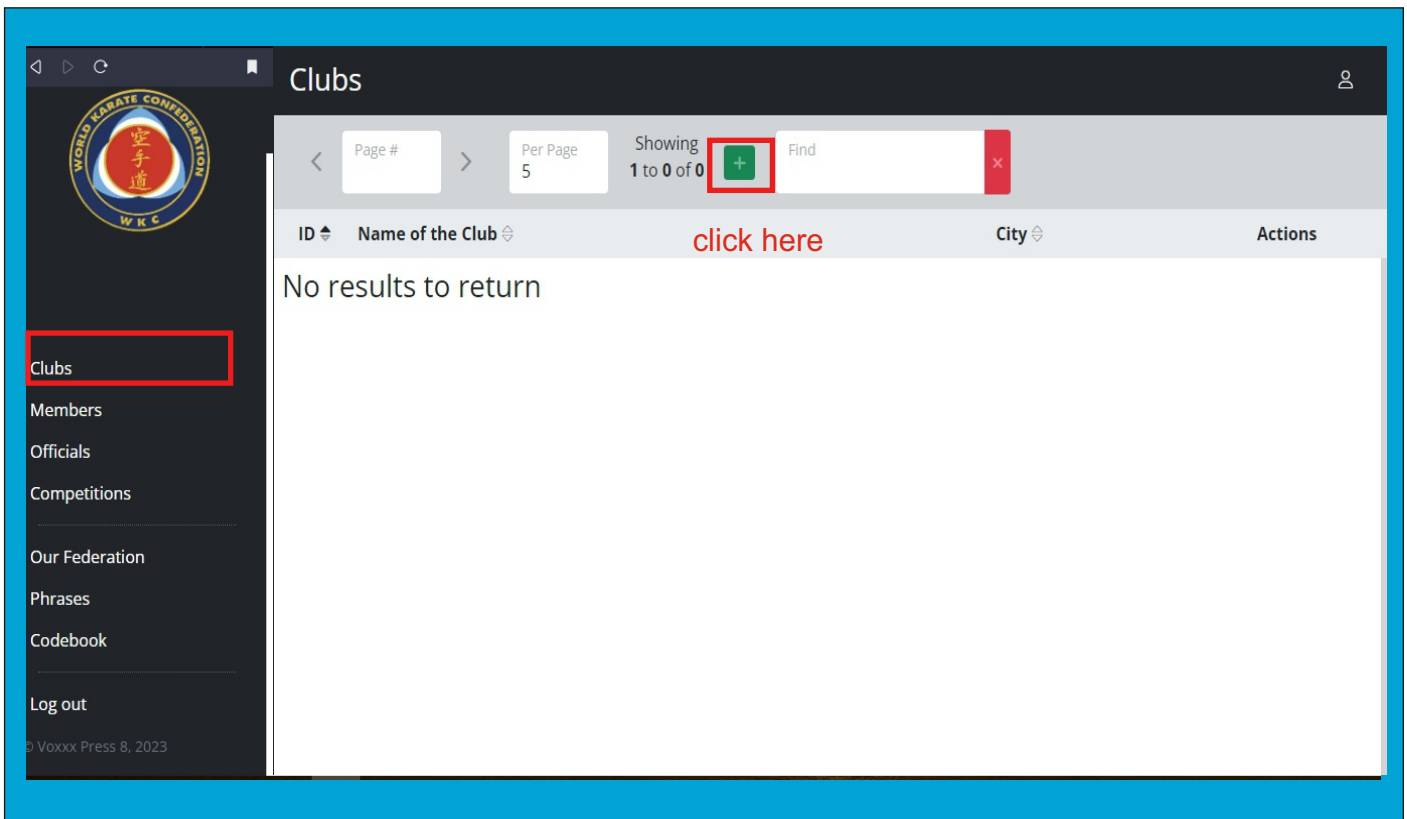 WORLD KARATE CONFEDERATION
空
手
道
WKC
Clubs
Members
Officials
Competitions
Our Federation
Phrases
Codebook
Log out
© Voxxx Press 8, 2023
Clubs
Page #
Per Page
5
Showing
1 to 0 of 0
+
Find
×
ID Name of the Club City Actions
click here
No results to return